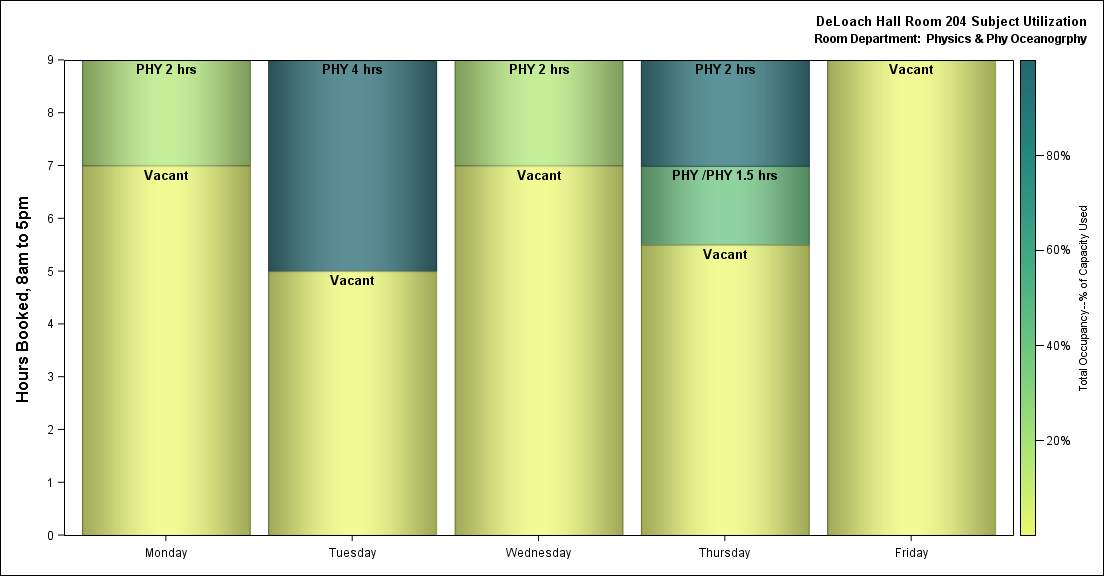 DeLoach Hall Room 204 Subject Utilization
Room Department: Physics & Phy Oceanogrphy
Hours Booked, 8am to 5pm
9
8
7
6
5
4
3
2
1
0
PHY 2 hrs
Vacant
PHY 4 hrs
Vacant
PHY 2 hrs
Vacant
PHY 2 hrs
PHY /PHY 1.5 hrs
Vacant
Vacant
Monday
Tuesday
Wednesday
Thursday
Friday
80%
60%
40%
20%
Total Occupancy--% of Capacity Used